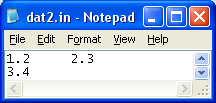 dat2.in - Notepad
File Edit Format View Help
1.2 2.3
3.4